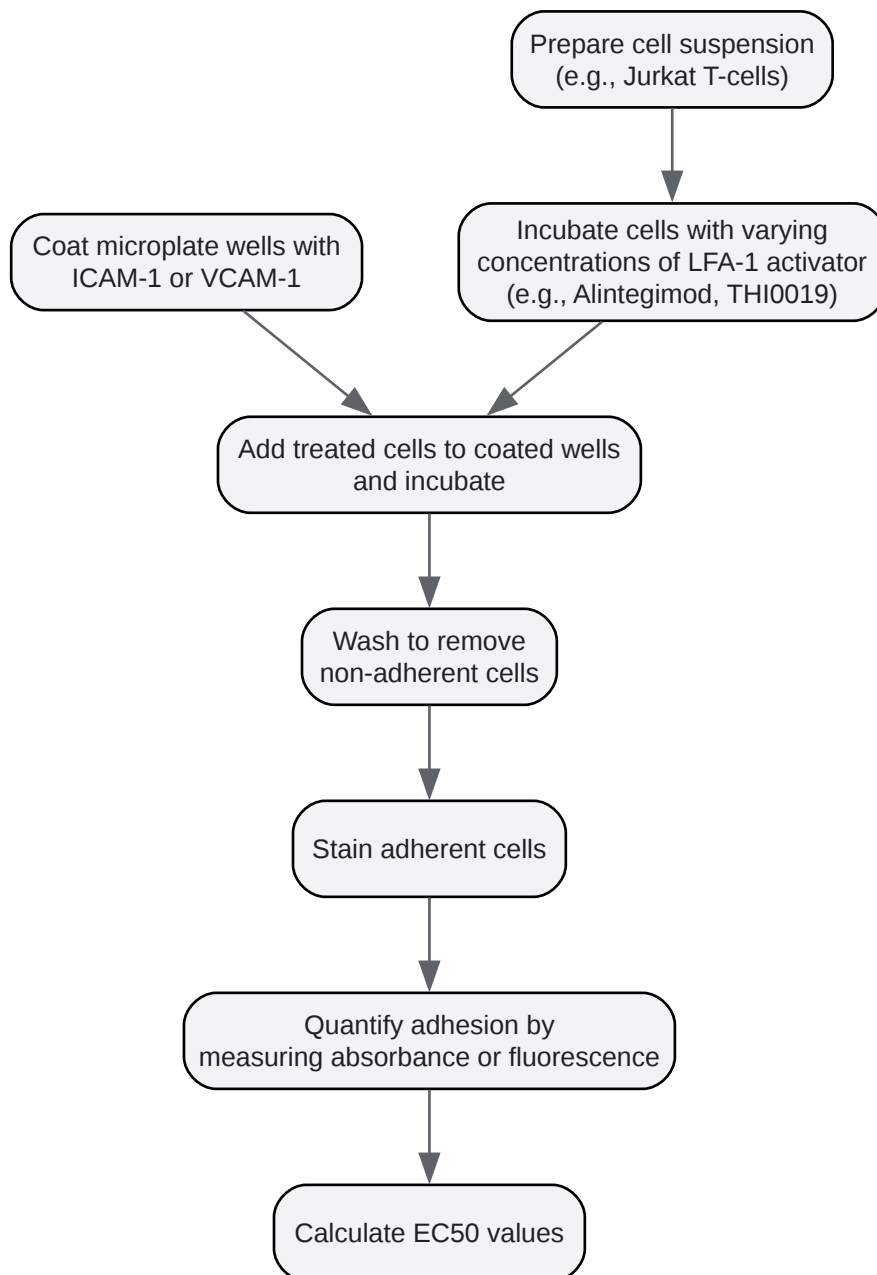 Prepare cell suspension
(e.g., Jurkat T-cells)
Coat microplate wells with
ICAM-1 or VCAM-1
Incubate cells with varying
concentrations of LFA-1 activator
(e.g., Alintegimod, THI0019)
Add treated cells to coated wells
and incubate
Wash to remove
non-adherent cells
Stain adherent cells
Quantify adhesion by
measuring absorbance or fluorescence
Calculate EC50 values